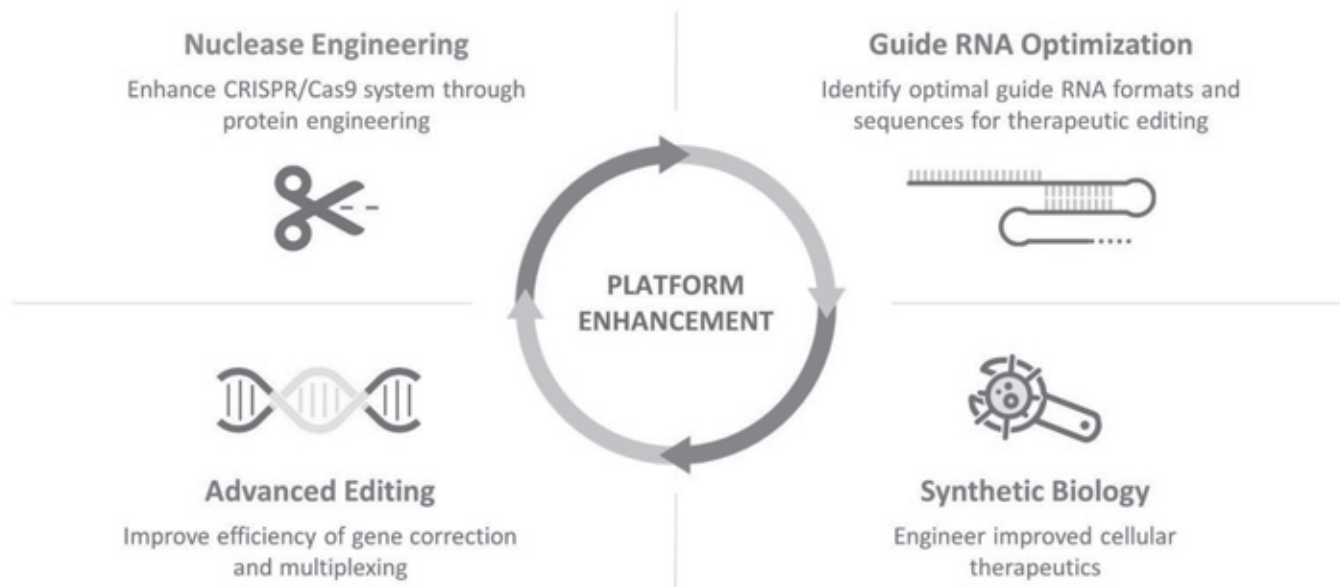 Nuclease Engineering
Enhance CRISPR/Cas9 system through
protein engineering
Guide RNA Optimization
Identify optimal guide RNA formats and
sequences for therapeutic editing
PLATFORM
ENHANCEMENT
Advanced Editing
Improve efficiency of gene correction
and multiplexing
Synthetic Biology
Engineer improved cellular
therapeutics